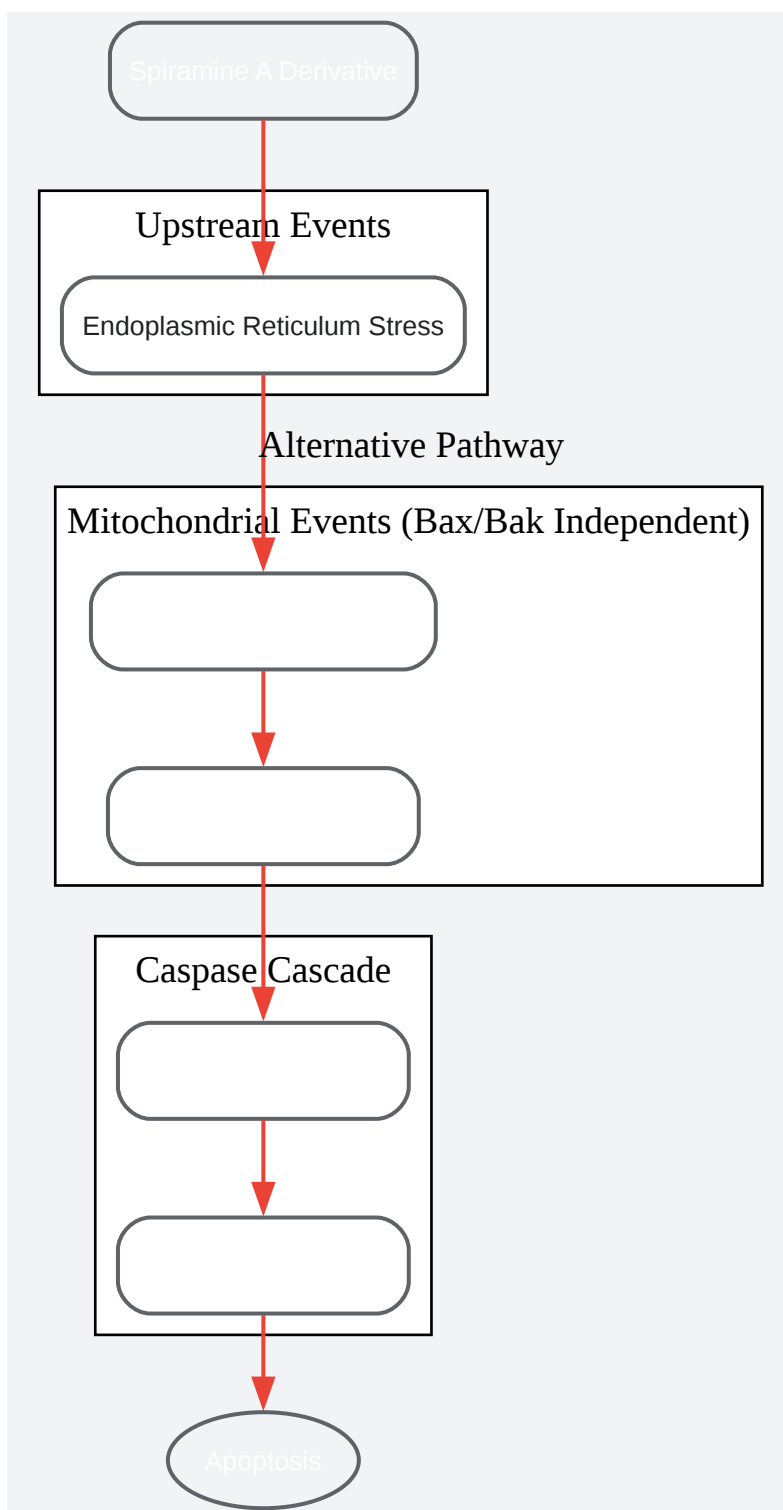 Spiramine A Derivative
Upstream Events
Endoplasmic Reticulum Stress
Alternative Pathway
Mitochondrial Events (Bax/Bak Independent)
Caspase Cascade
Apoptosis